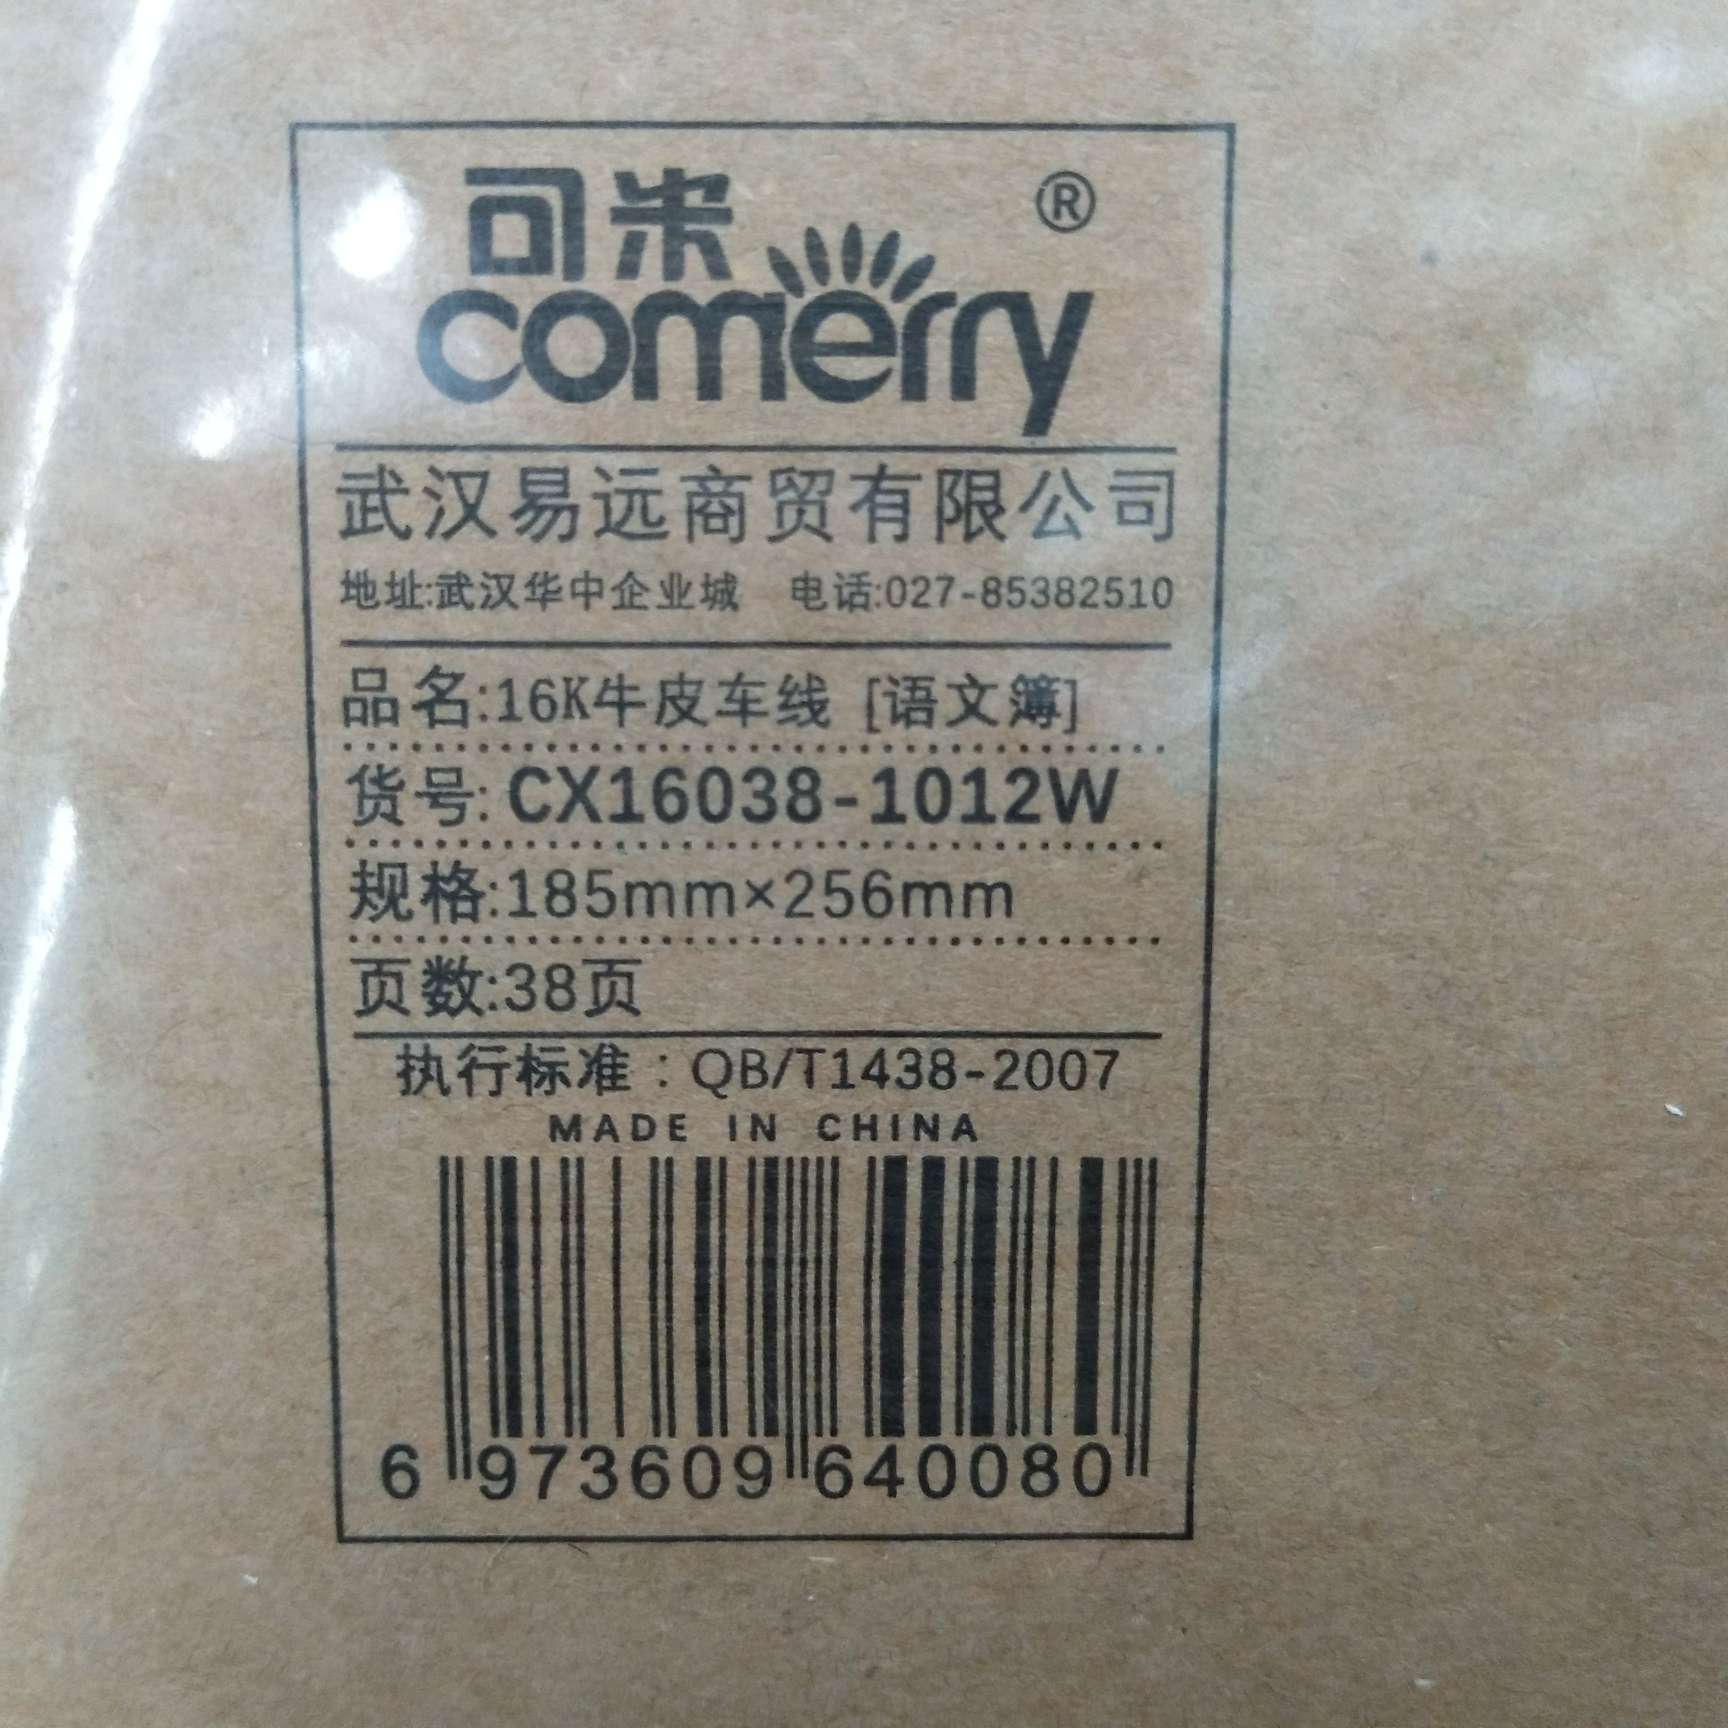 可米
®
comerry
武汉易远商贸有限公司
地址:武汉华中企业城 电话:027-85382510
品名:16K牛皮车线 [语文簿]
货号: CX16038-1012W
规格:185mm×256mm
页数:38页
执行标准：QB/T1438-2007
MADE IN CHINA
6 973609 640080